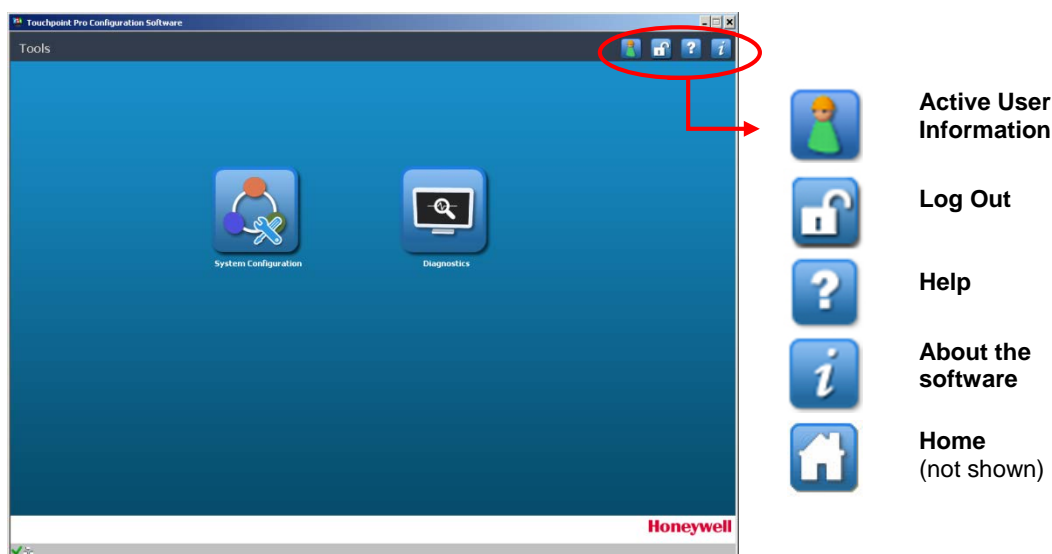 Touchpoint Pro Configuration Software
Tools
System Configuration
Diagnostics
Honeywell
Active User
Information
Log Out
Help
About the
software
Home
(not shown)